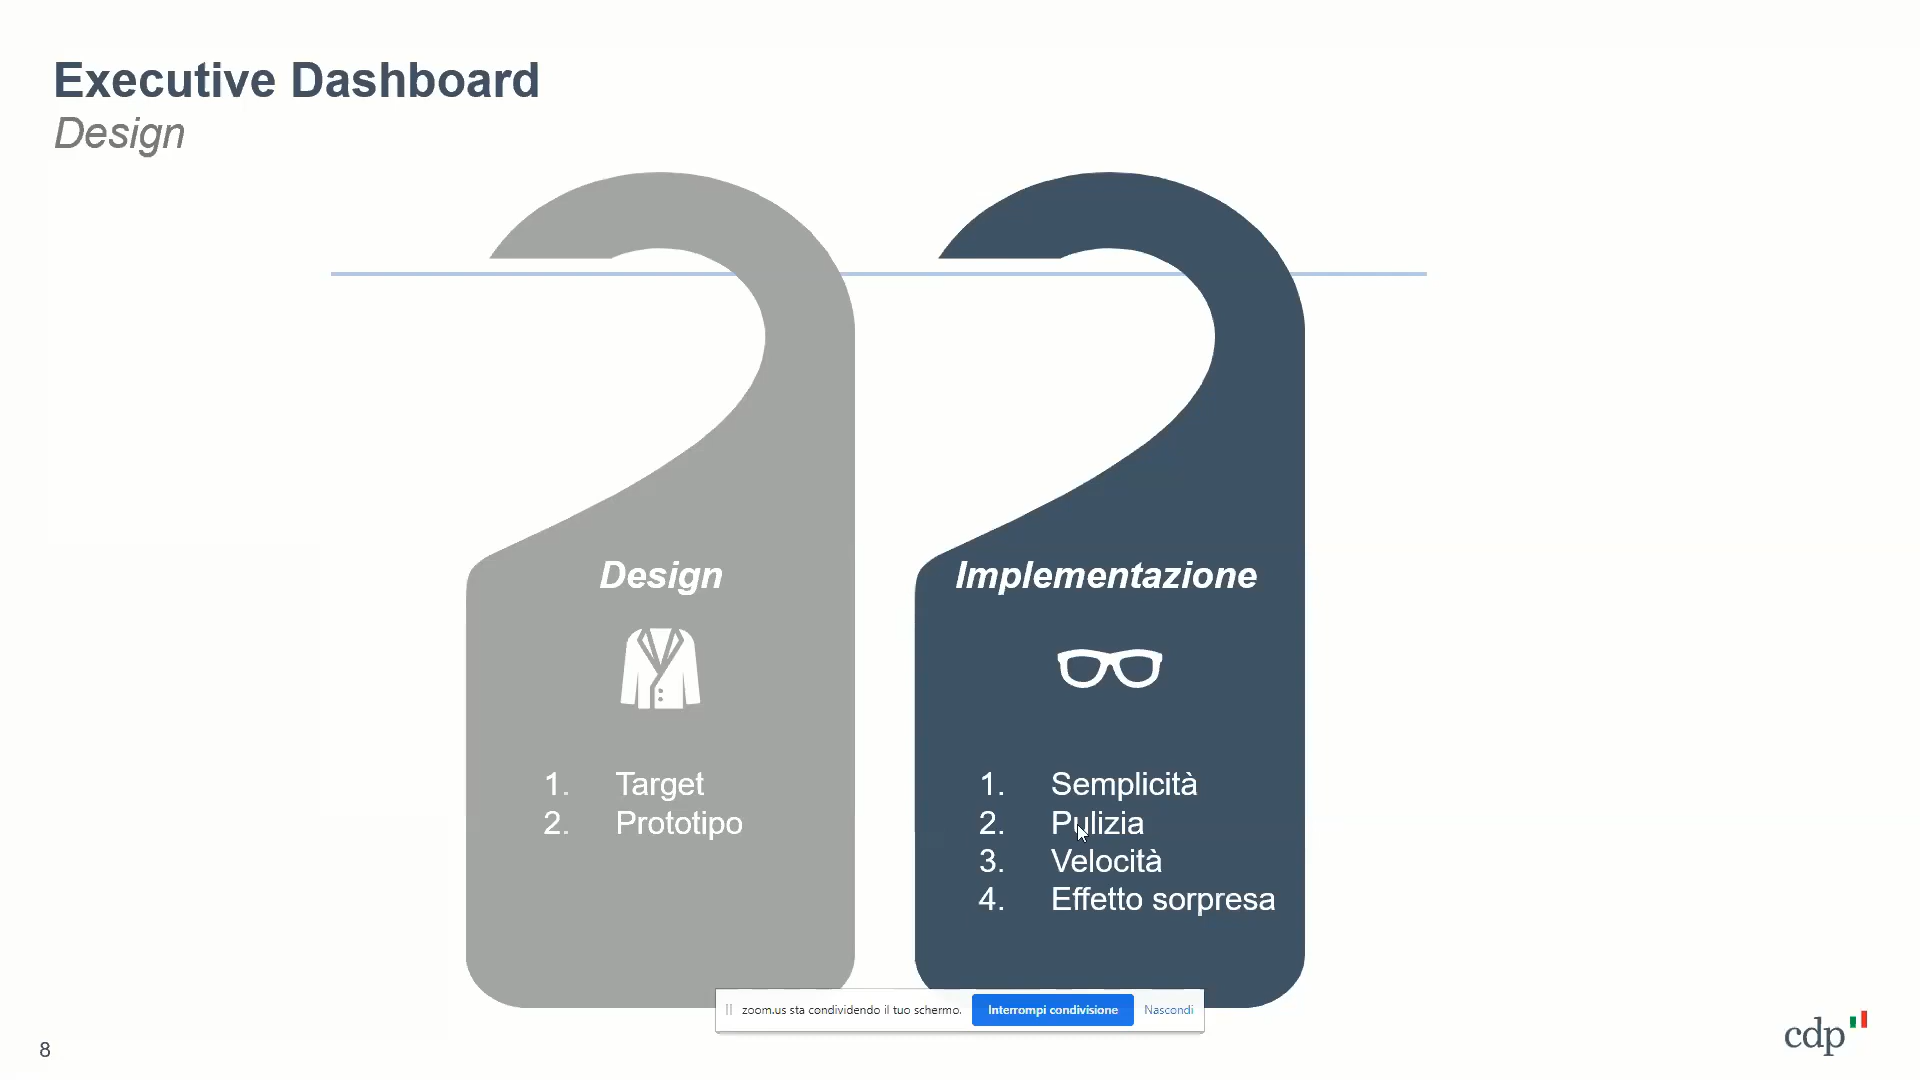 Executive Dashboard
Design
Design
1. Target
2. Prototipo
Implementazione
1. Semplicità
2. Pulizia
3. Velocità
4. Effetto sorpresa
zoom.us sta condividendo il tuo schermo. Interrompi condivisione Nascondi
8
cdp